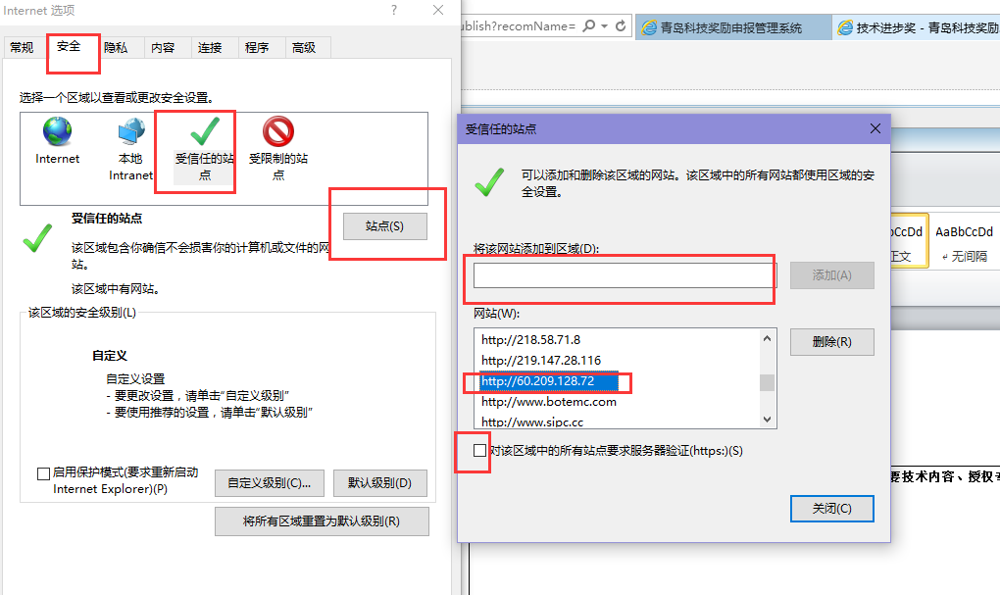 Internet 选项
常规 安全 隐私 内容 连接 程序 高级
选择一个区域以查看或更改安全设置。
Internet
本地
Intranet
受信任的站
点
受限制的站
点
受信任的站点
站点(S)
该区域包含你确信不会损害你的计算机或文件的网
站。
该区域中有网站。
该区域的安全级别(L)
自定义
自定义设置
- 要更改设置，请单击“自定义级别”
- 要使用推荐的设置，请单击“默认级别”
启用保护模式(要求重新启动
Internet Explorer)(P)
自定义级别(C)...
默认级别(D)
将所有区域重置为默认级别(R)
ublish?recomName=
青岛科技奖励申报管理系统
技术进步奖 - 青岛科技奖励
受信任的站点
可以添加和删除该区域的网站。该区域中的所有网站都使用区域的安
全设置。
将该网站添加到区域(D):
添加(A)
网站(W):
http://218.58.71.8
http://219.147.28.116
http://60.209.128.72
http://www.botemc.com
http://www.sipc.cc
删除(R)
对该区域中的所有站点要求服务器验证(https:)(S)
关闭(C)
bCcDd AaBbCcDd
正文 无间隔
要技术内容、授权专